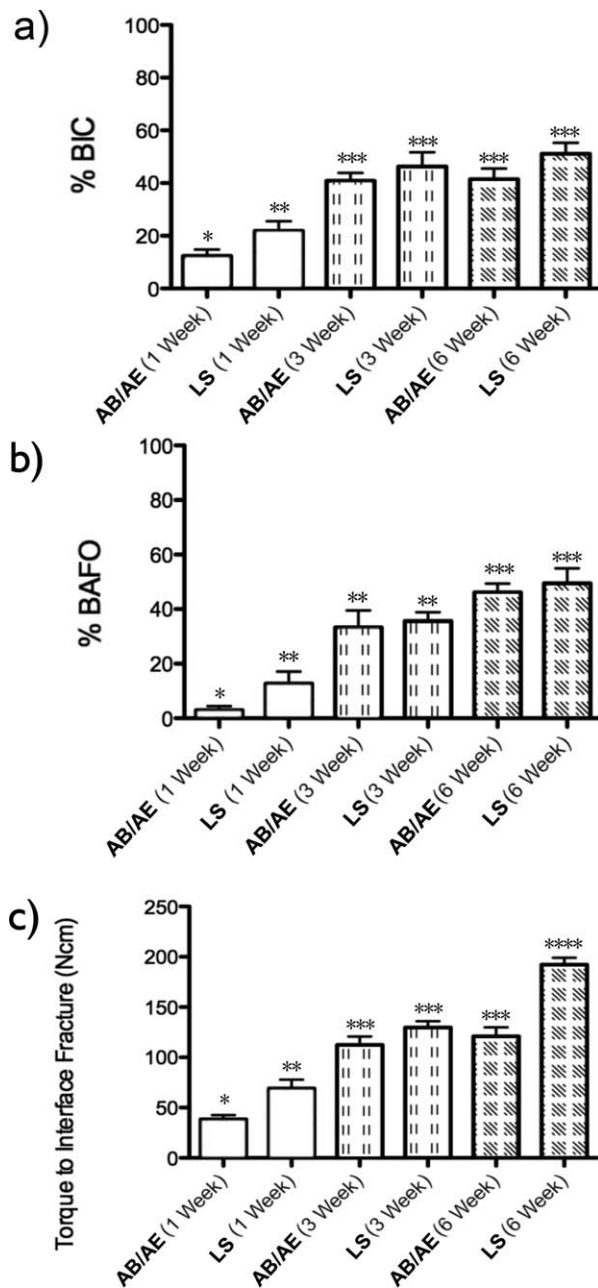 a)
% BIC
100
80
60
40
20
0
* ** *** *** *** ***
AB/AE (1 Week)
LS (1 Week)
AB/AE (3 Week)
LS (3 Week)
AB/AE (6 Week)
LS (6 Week)
b)
% BAFO
100
80
60
40
20
0
* ** ** ** *** ***
AB/AE (1 Week)
LS (1 Week)
AB/AE (3 Week)
LS (3 Week)
AB/AE (6 Week)
LS (6 Week)
c)
Torque to Interface Fracture (Ncm)
250
200
150
100
50
0
* ** *** *** *** ****
AB/AE (1 Week)
LS (1 Week)
AB/AE (3 Week)
LS (3 Week)
AB/AE (6 Week)
LS (6 Week)